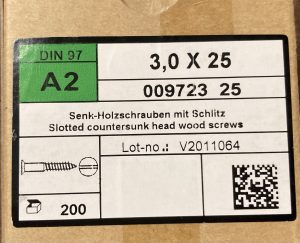 DIN 97
A2
3,0 X 25
009723 25
Senk-Holzschrauben mit Schlitz
Slotted countersunk head wood screws
Lot-no.: V2011064
200